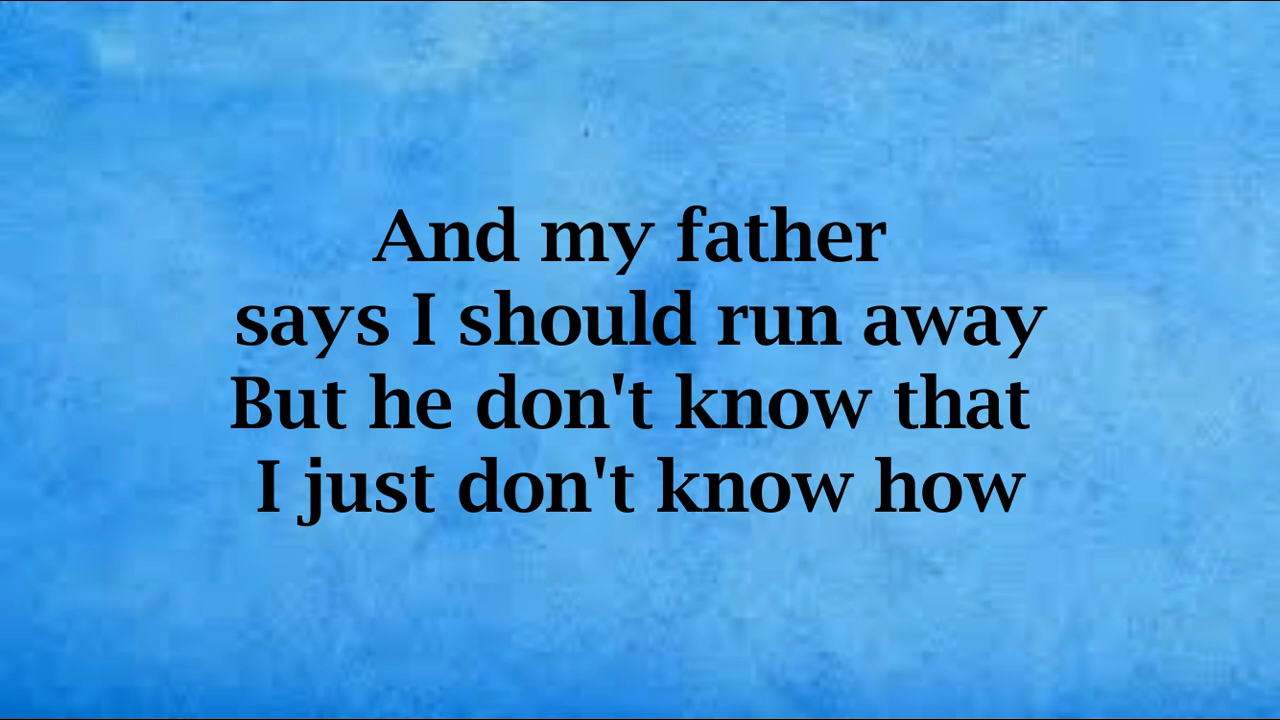 And my father
says I should run away
But he don't know that
I just don't know how